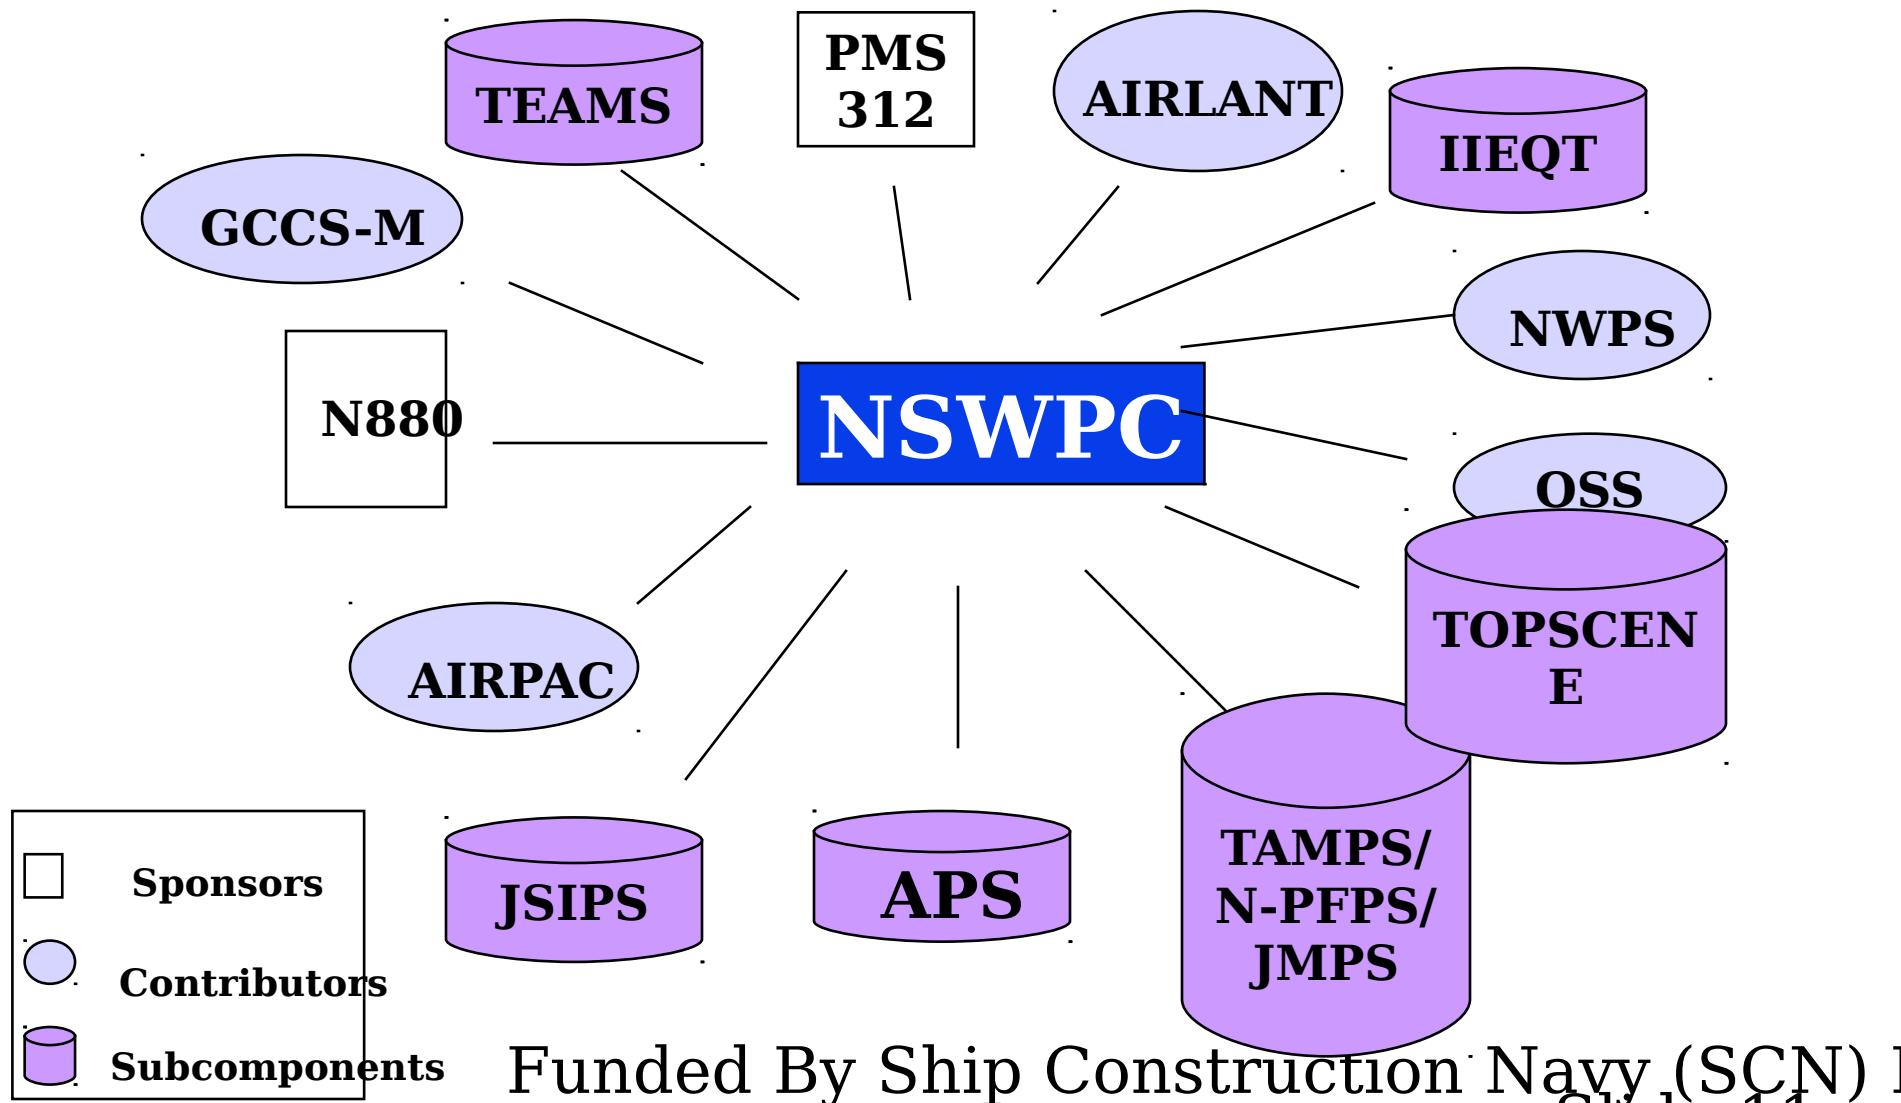 TEAMS
PMS
312
AIRLANT
IIEQT
GCCS-M
NWPS
N880
NSWPC
OSS
TOPSCEN
E
AIRPAC
TAMPS/
N-PFPS/
JMPS
JSIPS
APS
Sponsors
Contributors
Subcomponents
Funded By Ship Construction Navy (SCN)